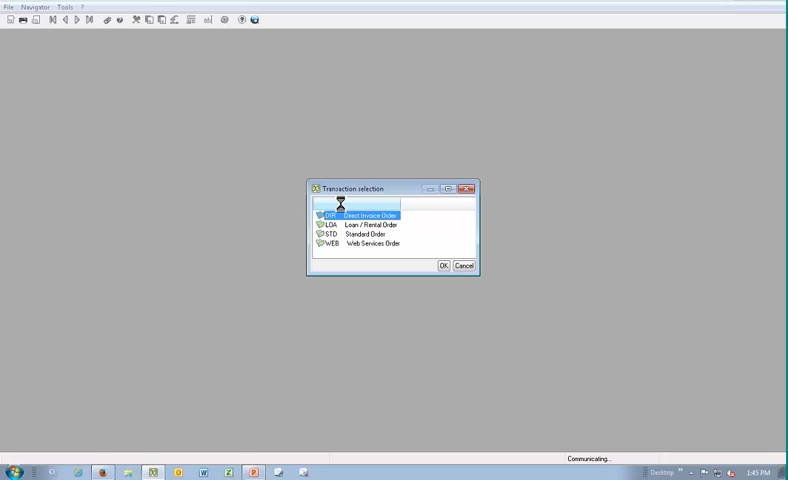 File Navigator Tools ?
Transaction selection
DIR Direct Invoice Order
LOA Loan / Rental Order
STD Standard Order
WEB Web Services Order
OK Cancel
Communicating...
Desktop 1:45 PM